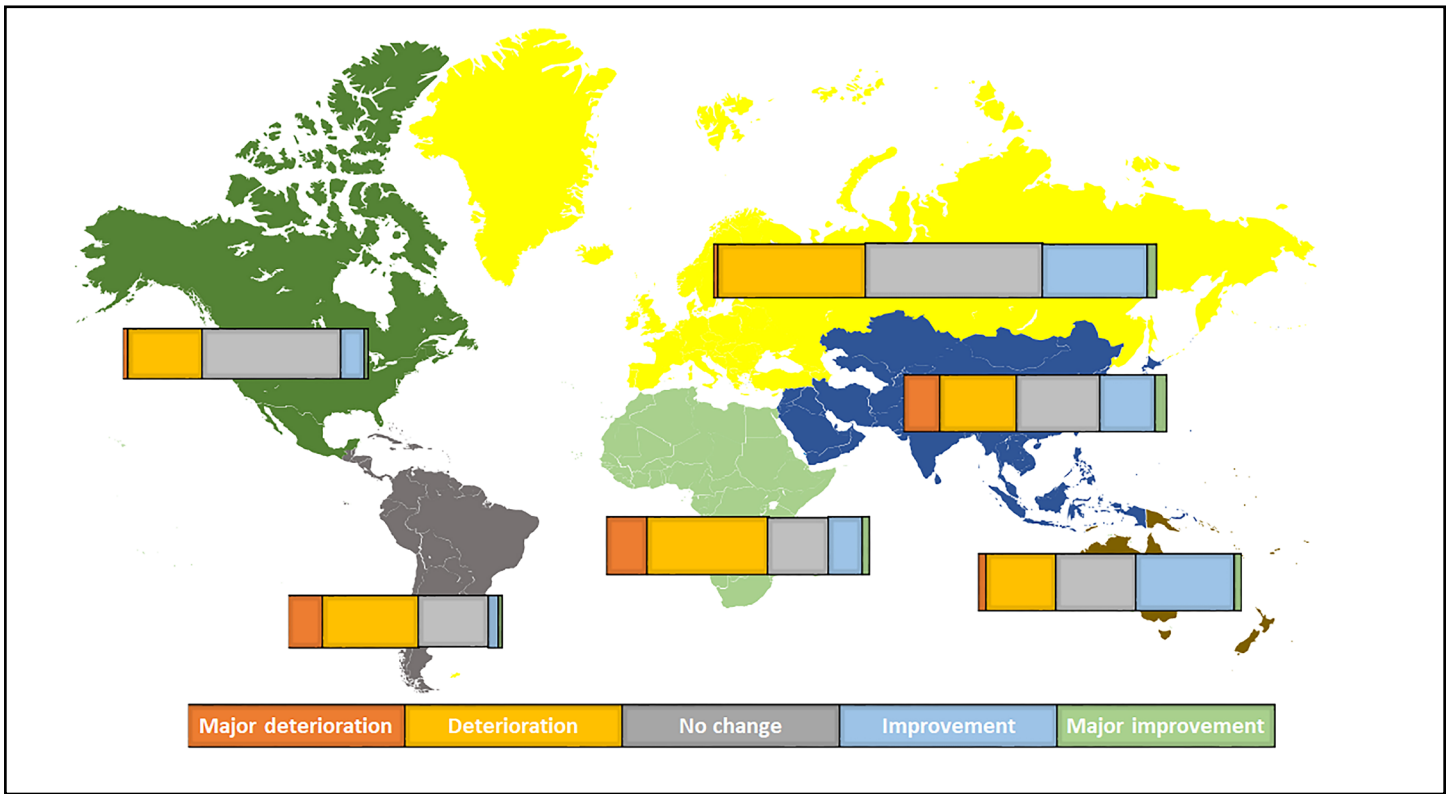 Major deterioration
Deterioration
No change
Improvement
Major improvement